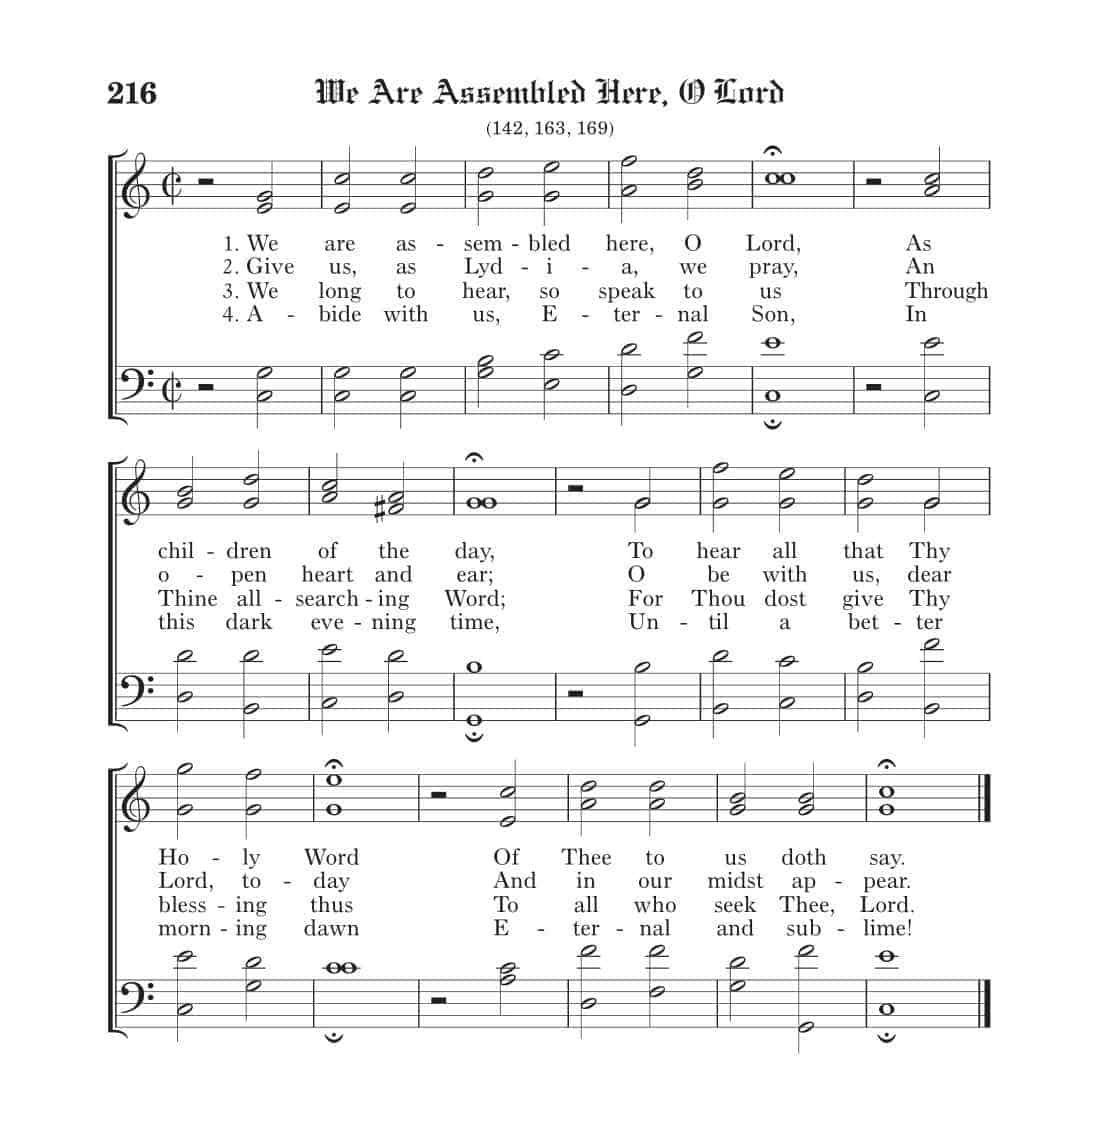 216 We Are Assembled Here, O Lord
(142, 163, 169)
1. We are as - sem - bled here, O Lord, As
2. Give us, as Lyd - i - a, we pray, An
3. We long to hear, so speak to us Through
4. A - bide with us, E - ter - nal Son, In
chil - dren of the day, To hear all that Thy
o - pen heart and ear; O be with us, dear
Thine all - search - ing Word; For Thou dost give Thy
this dark eve - ning time, Un - til a bet - ter
Ho - ly Word Of Thee to us doth say.
Lord, to - day And in our midst ap - pear.
bless - ing thus To all who seek Thee, Lord.
morn - ing dawn E - ter - nal and sub - lime!